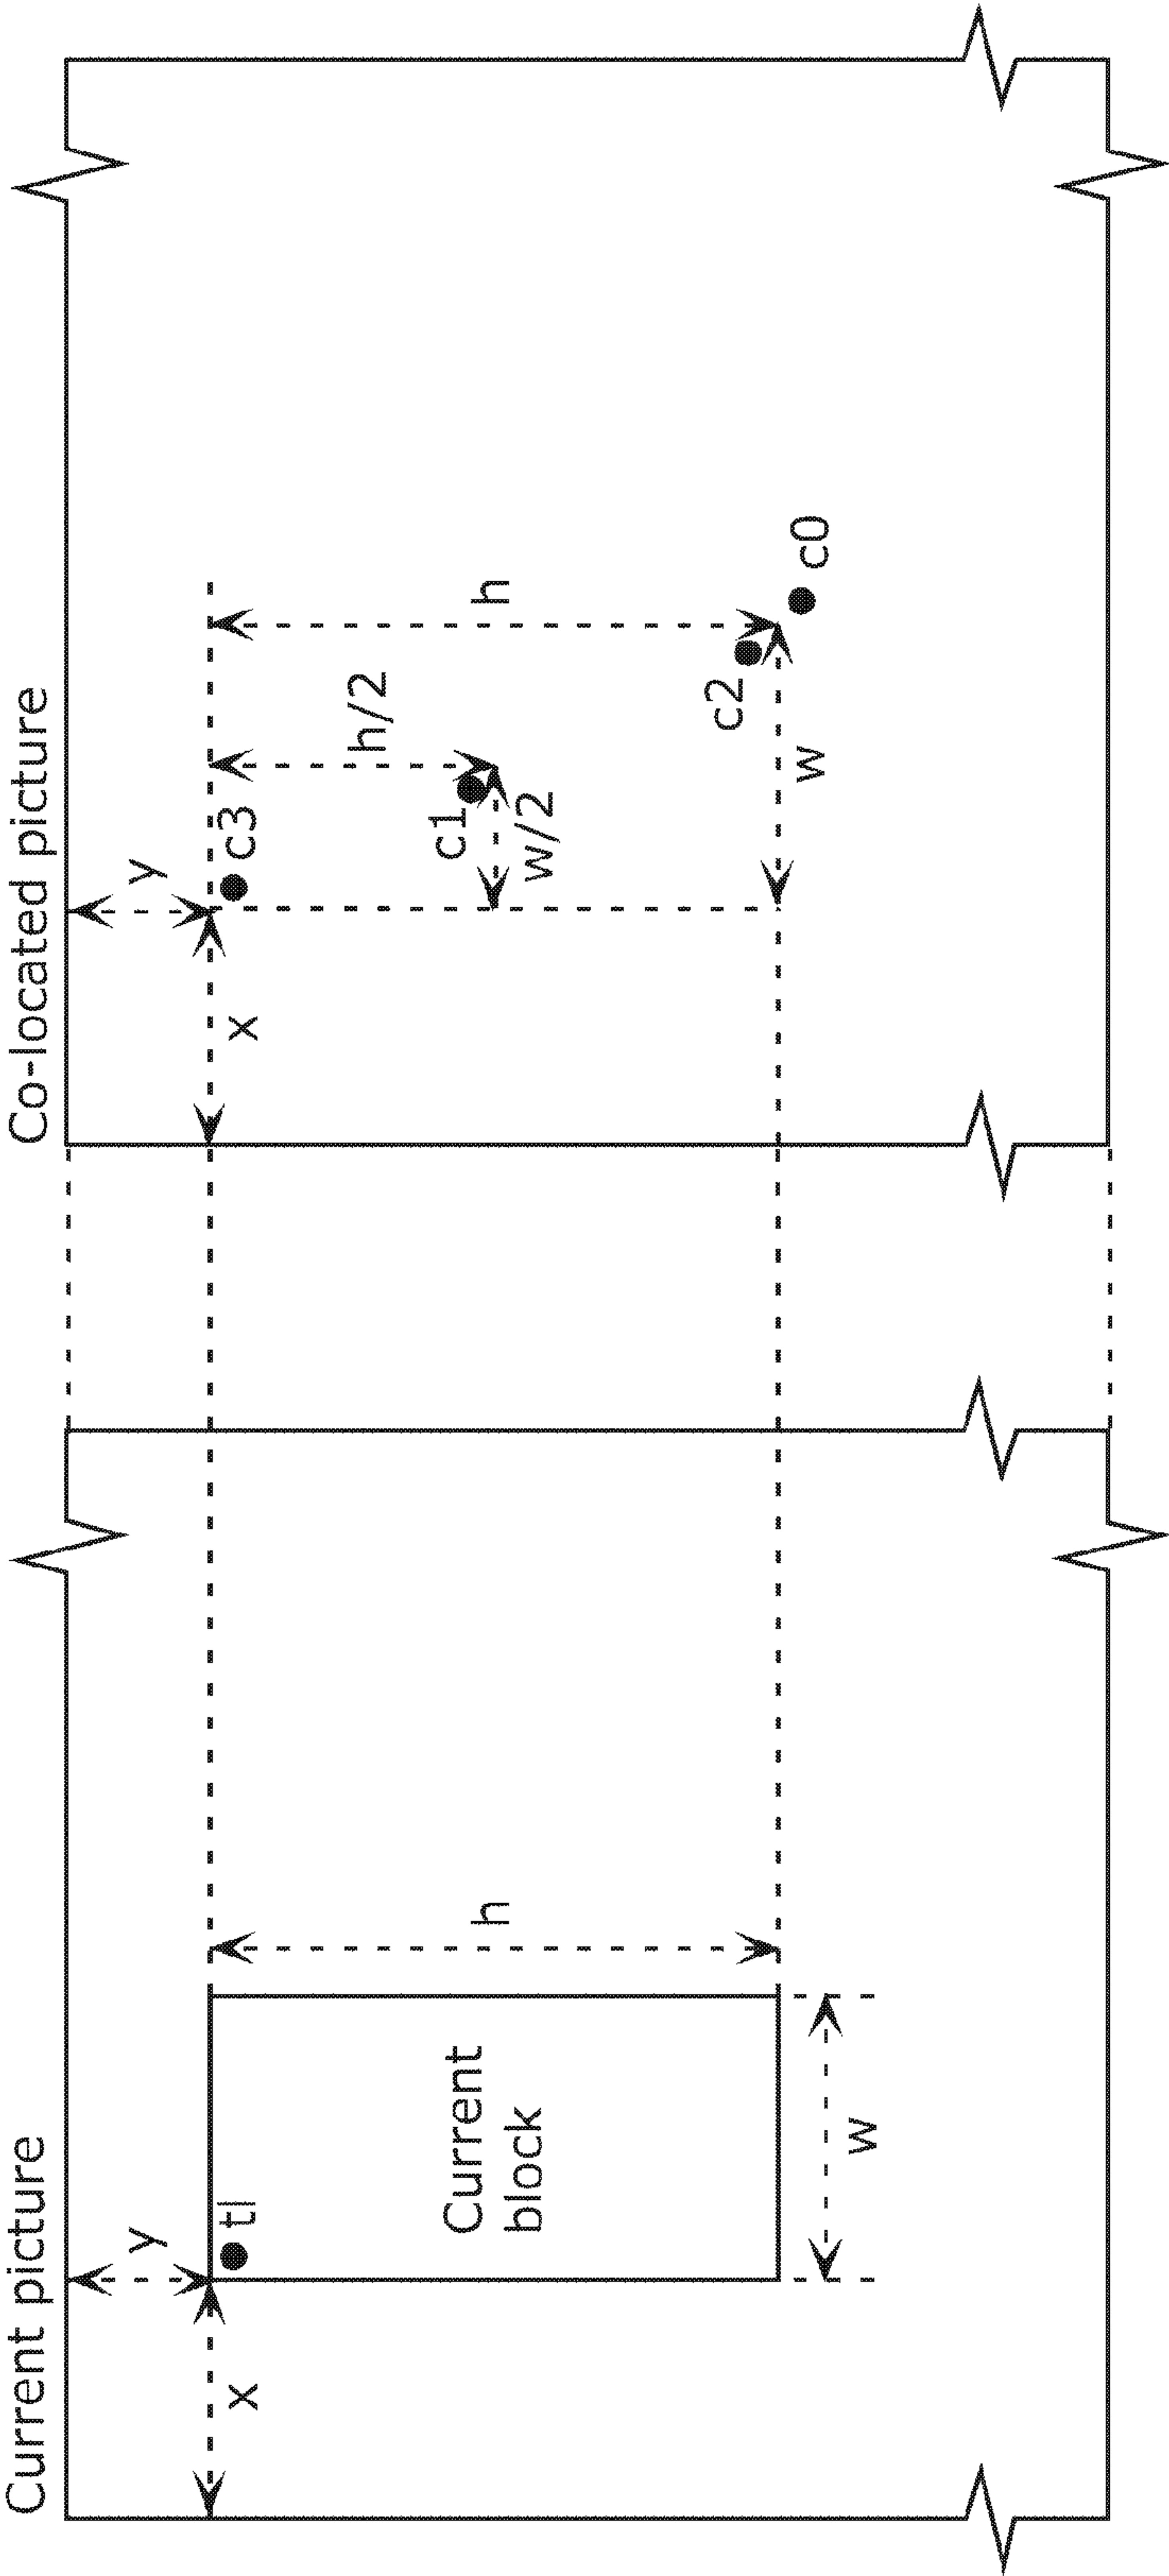 Current picture
y
x
tl
Current
block
h
w
Co-located picture
y
x
c3
h/2
h
c1
w/2
c2
w
c0